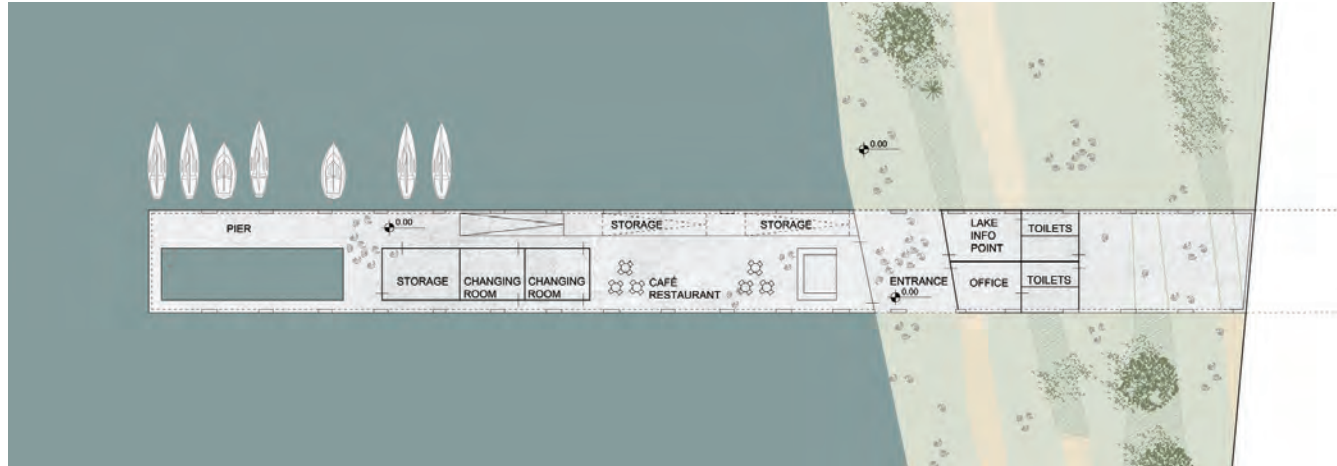 0.00
PIER
0.00
STORAGE
STORAGE
LAKE
INFO
POINT
TOILETS
STORAGE
CHANGING
ROOM
CHANGING
ROOM
CAFÉ
RESTAURANT
ENTRANCE
0.00
OFFICE
TOILETS